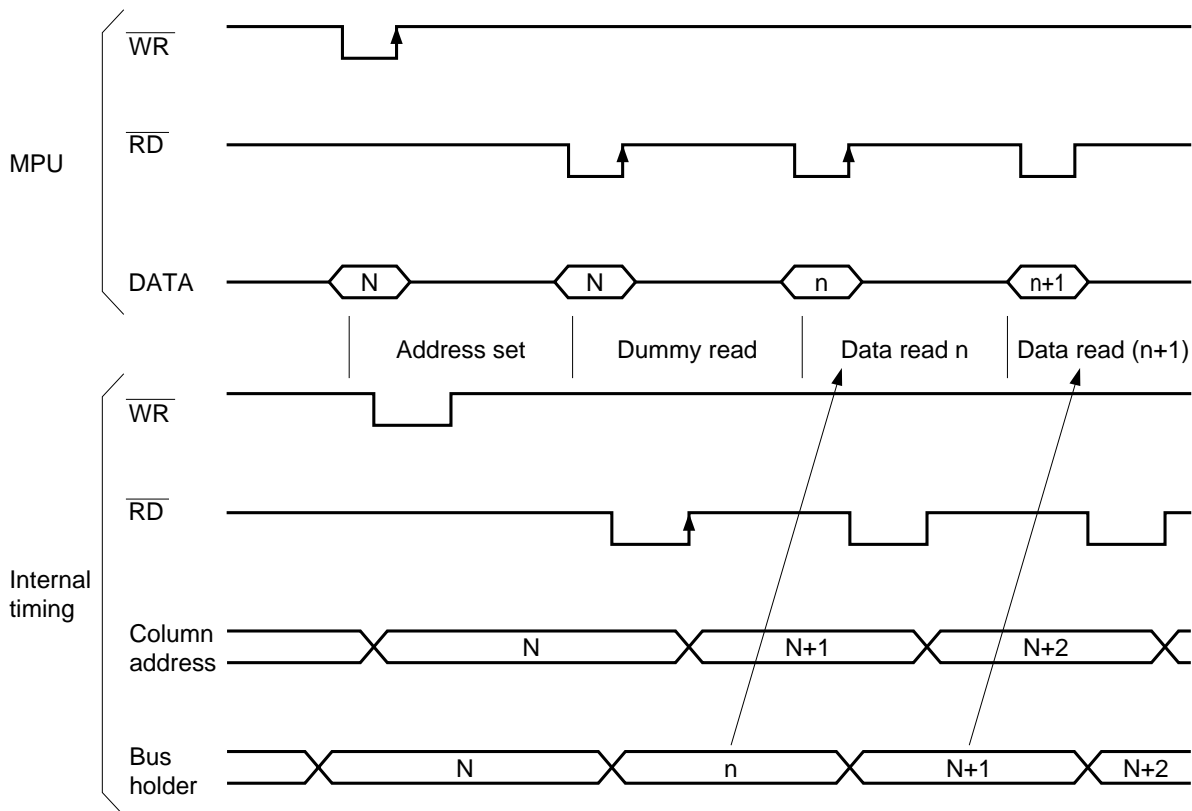 WR
MPU
RD
DATA N N n n+1
Address set Dummy read Data read n Data read (n+1)
WR
RD
Internal
timing
Column
address
N N+1 N+2
Bus
holder
N n N+1 N+2